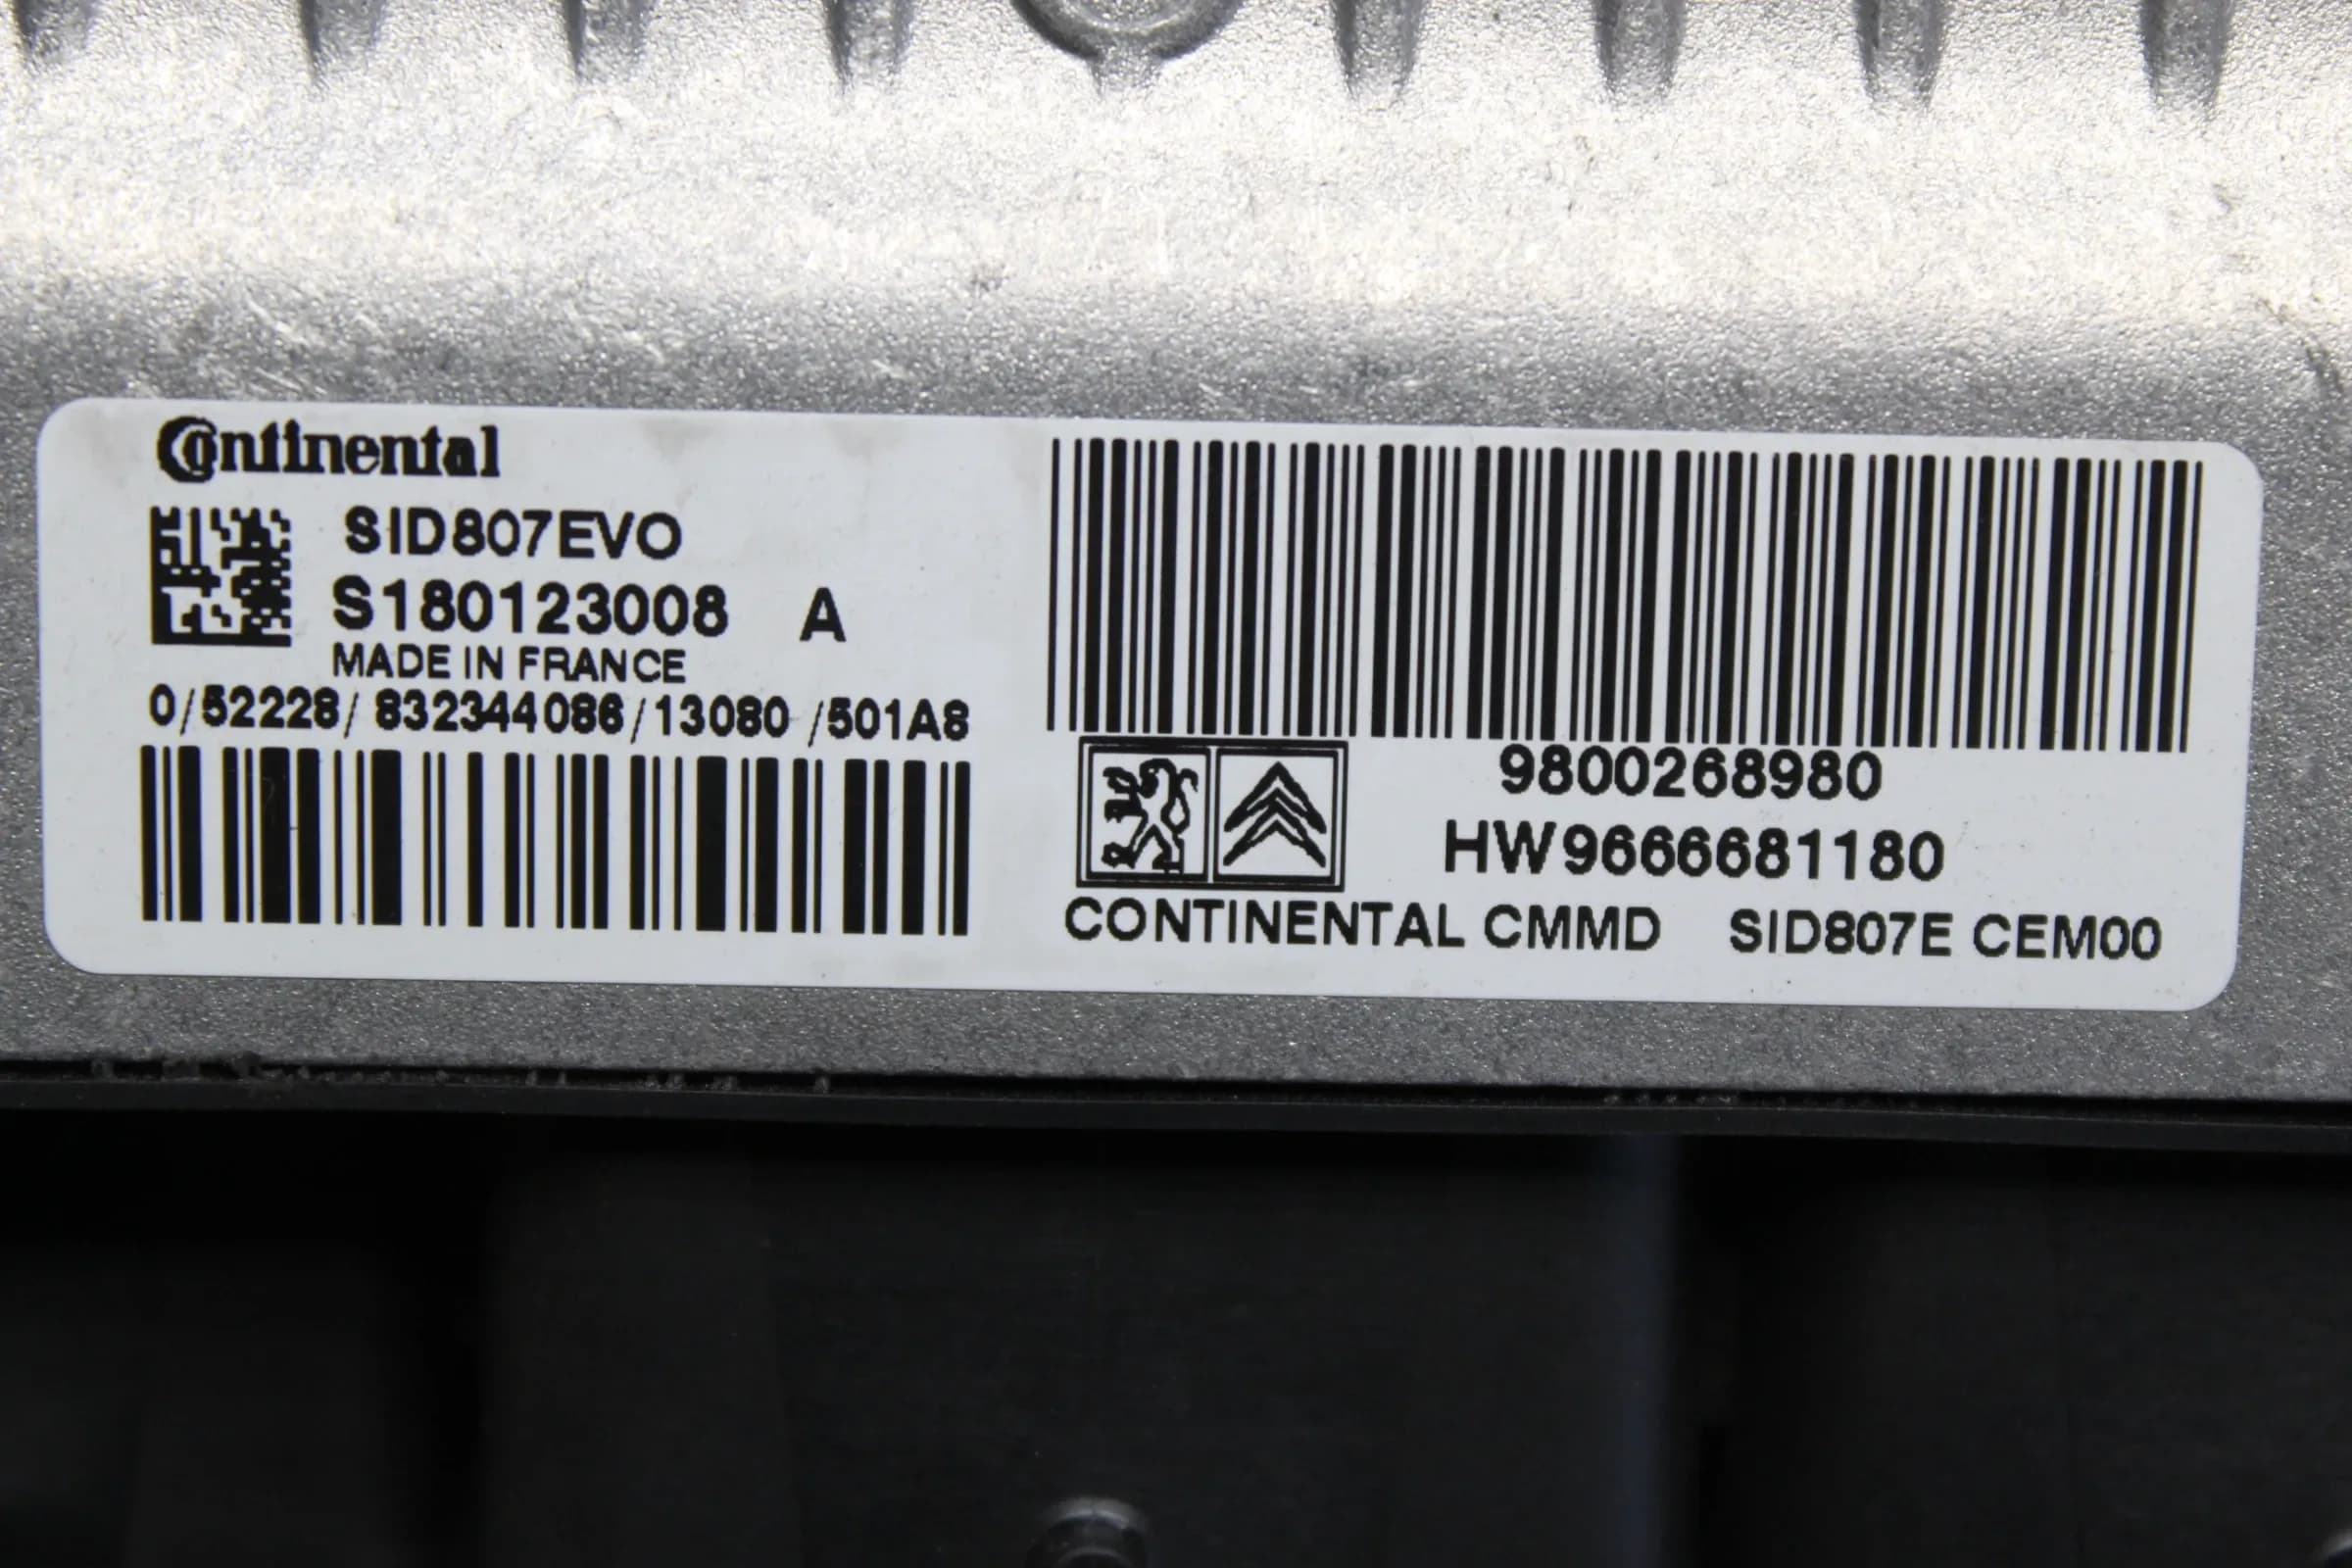 Continental
SID807EVO
S180123008 A
MADE IN FRANCE
0/52228/832344086/13080 /501A8
9800268980
HW9666681180
CONTINENTAL CMMD SID807E CEM00